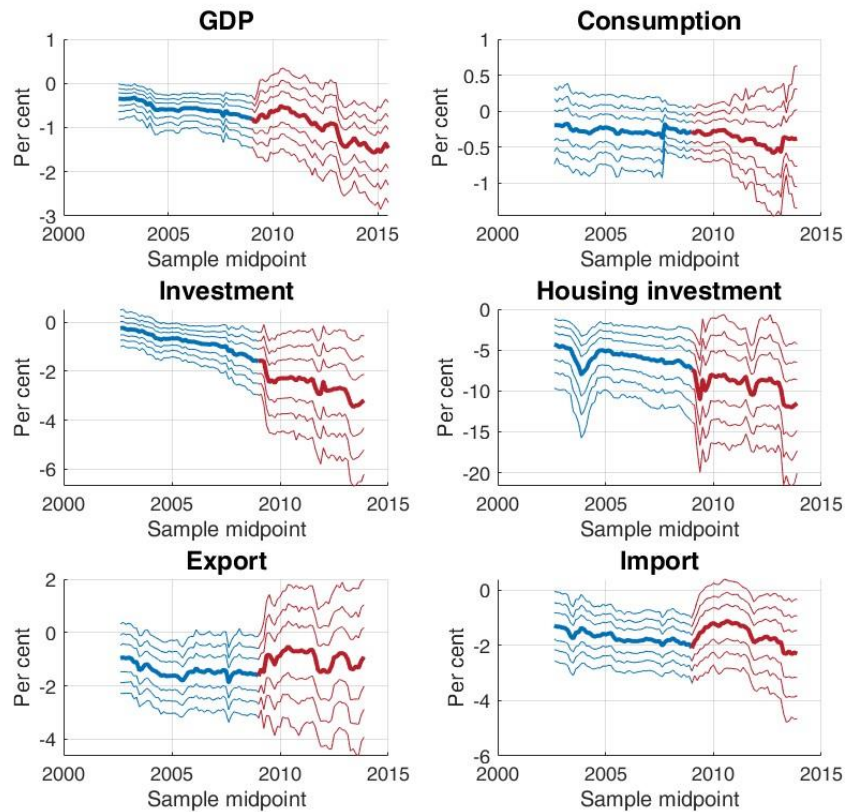 GDP
Consumption
1
0
-1
-2
-3
Per cent
2000 2005 2010 2015
Sample midpoint
1
0.5
0
-0.5
-1
Per cent
2000 2005 2010 2015
Sample midpoint
Investment
Housing investment
0
-2
-4
-6
Per cent
2000 2005 2010 2015
Sample midpoint
0
-5
-10
-15
-20
Per cent
2000 2005 2010 2015
Sample midpoint
Export
Import
2
0
-2
-4
Per cent
2000 2005 2010 2015
Sample midpoint
0
-2
-4
-6
Per cent
2000 2005 2010 2015
Sample midpoint